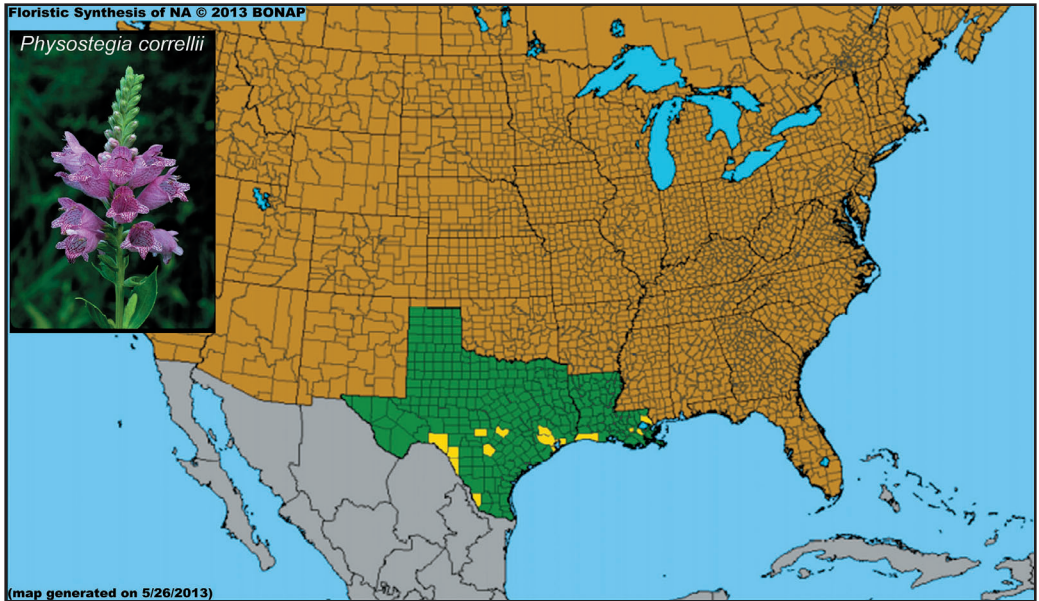 Floristic Synthesis of NA © 2013 BONAP
Physostegia correllii
(map generated on 5/26/2013)